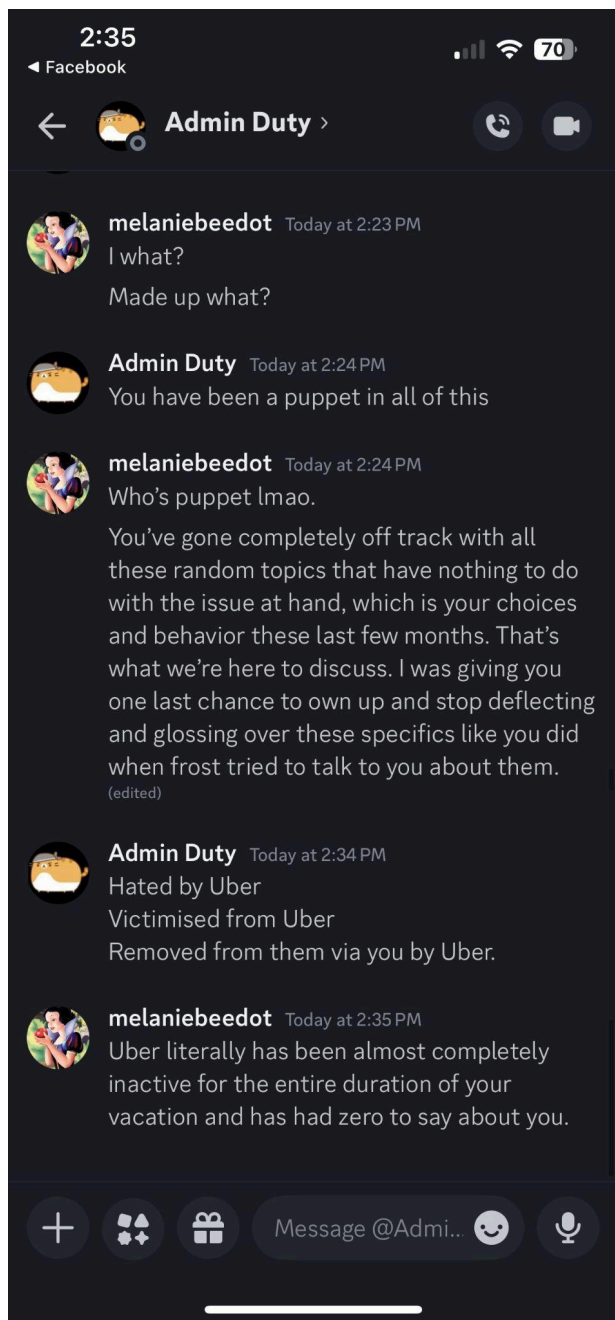 2:35
70
◄ Facebook
Admin Duty ›
melaniebeedot Today at 2:23 PM
I what?
Made up what?
Admin Duty Today at 2:24 PM
You have been a puppet in all of this
melaniebeedot Today at 2:24 PM
Who's puppet lmao.
You've gone completely off track with all
these random topics that have nothing to do
with the issue at hand, which is your choices
and behavior these last few months. That's
what we're here to discuss. I was giving you
one last chance to own up and stop deflecting
and glossing over these specifics like you did
when frost tried to talk to you about them.
(edited)
Admin Duty Today at 2:34 PM
Hated by Uber
Victimised from Uber
Removed from them via you by Uber.
melaniebeedot Today at 2:35 PM
Uber literally has been almost completely
inactive for the entire duration of your
vacation and has had zero to say about you.
Message @Admi...